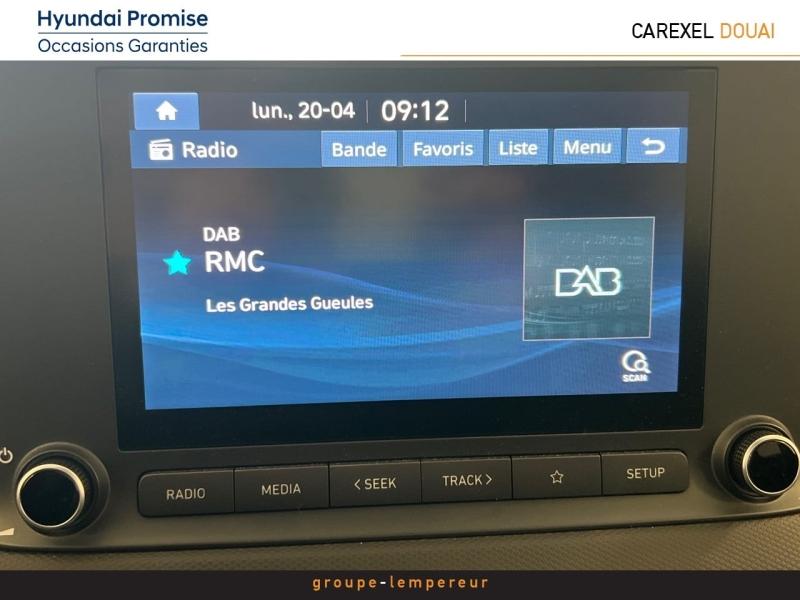 Hyundai Promise
Occasions Garanties
CAREXEL DOUAI
lun., 20-04 09:12
Radio Bande Favoris Liste Menu
DAB
RMC
Les Grandes Gueules
DAB
SCAN
RADIO MEDIA < SEEK TRACK > SETUP
groupe-lempereur